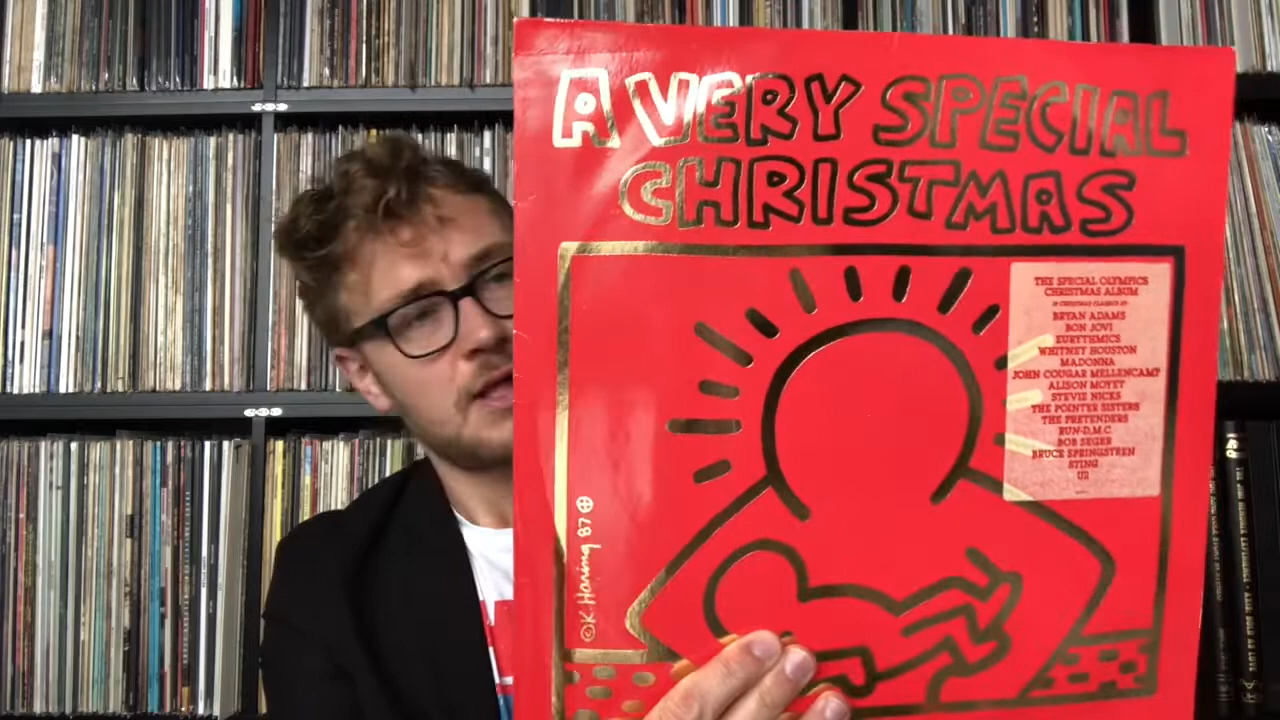 A VERY SPECIAL
CHRISTMAS
THE SPECIAL OLYMPICS
CHRISTMAS ALBUM
BRYAN ADAMS
BON JOVI
EURYTHMICS
WHITNEY HOUSTON
MADONNA
JOHN COUGAR MELLENCAMP
ALISON MOYET
STEVIE NICKS
THE POINTER SISTERS
THE PRETENDERS
RUN-D.M.C.
BOB SEGER
BRUCE SPRINGSTEEN
STING
U2
© K. Haring 87